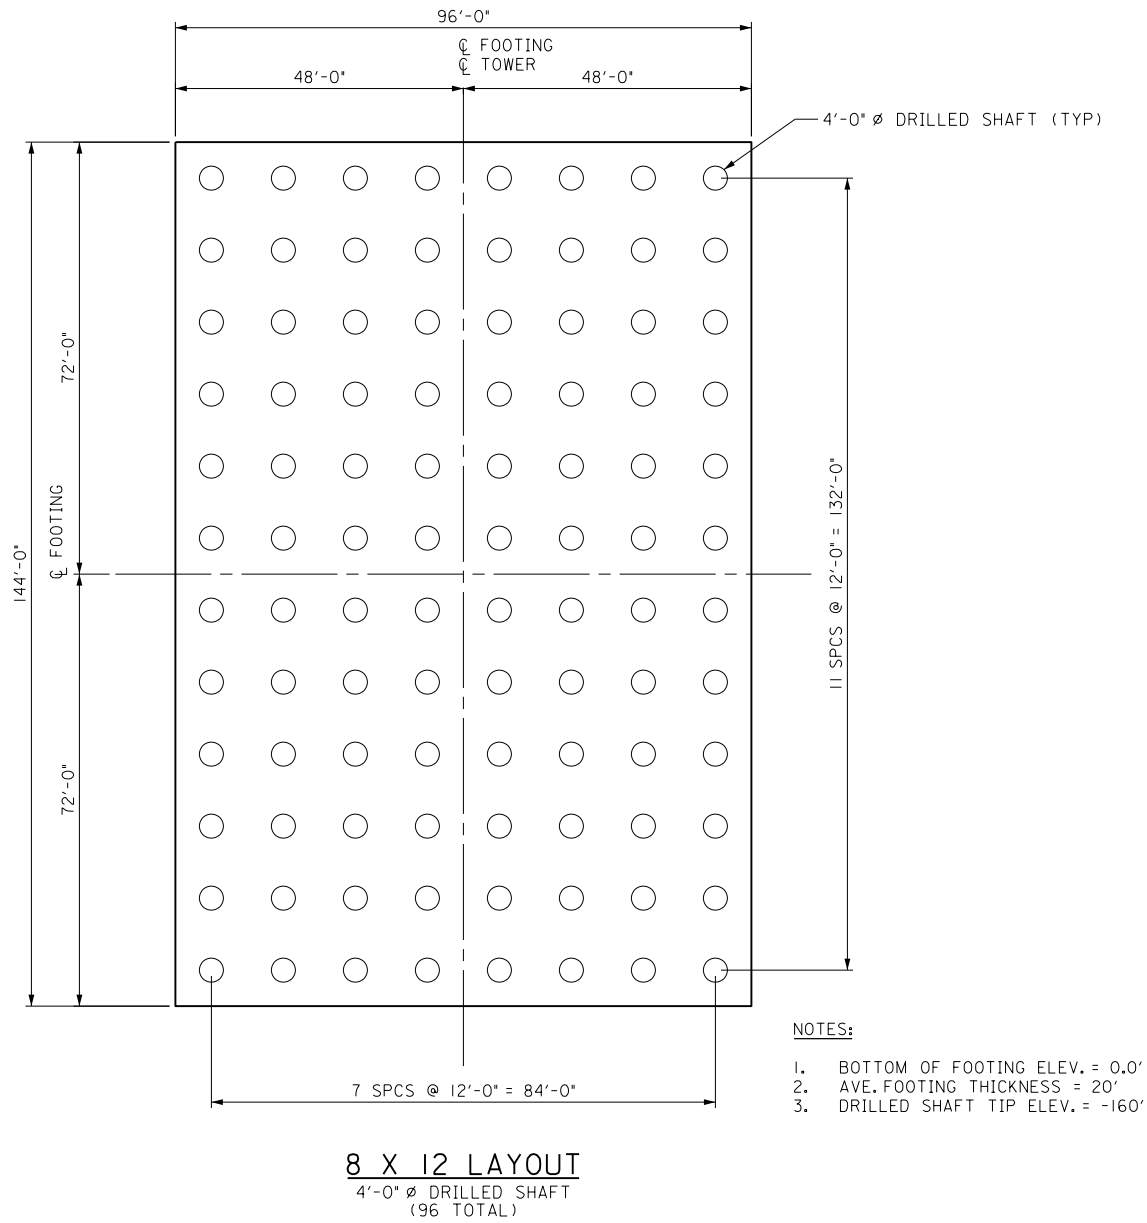 96'-0"
℄ FOOTING
℄ TOWER
48'-0"
48'-0"
4'-0" ø DRILLED SHAFT (TYP)
72'-0"
℄ FOOTING
144'-0"
11 SPCS @ 12'-0" = 132'-0"
72'-0"
NOTES:
1. BOTTOM OF FOOTING ELEV. = 0.0'
2. AVE. FOOTING THICKNESS = 20'
3. DRILLED SHAFT TIP ELEV. = -160'
7 SPCS @ 12'-0" = 84'-0"
8 X 12 LAYOUT
4'-0" ø DRILLED SHAFT
(96 TOTAL)